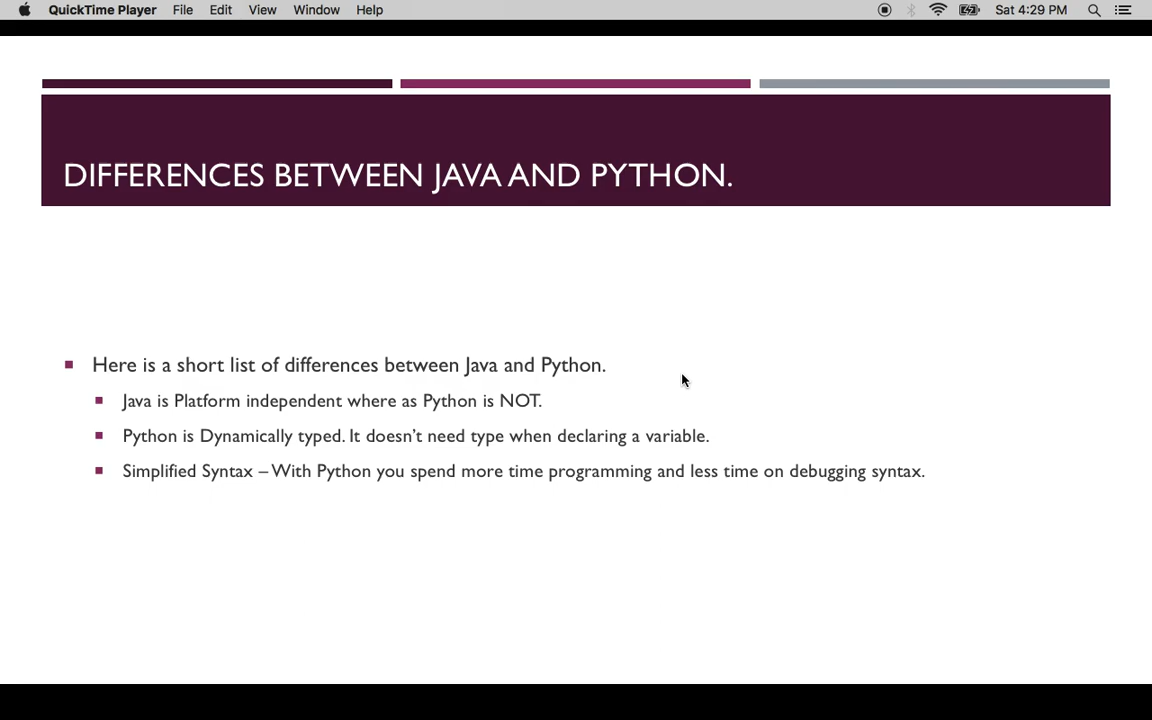 QuickTime Player File Edit View Window Help Sat 4:29 PM
DIFFERENCES BETWEEN JAVA AND PYTHON.
Here is a short list of differences between Java and Python.
Java is Platform independent where as Python is NOT.
Python is Dynamically typed. It doesn't need type when declaring a variable.
Simplified Syntax – With Python you spend more time programming and less time on debugging syntax.